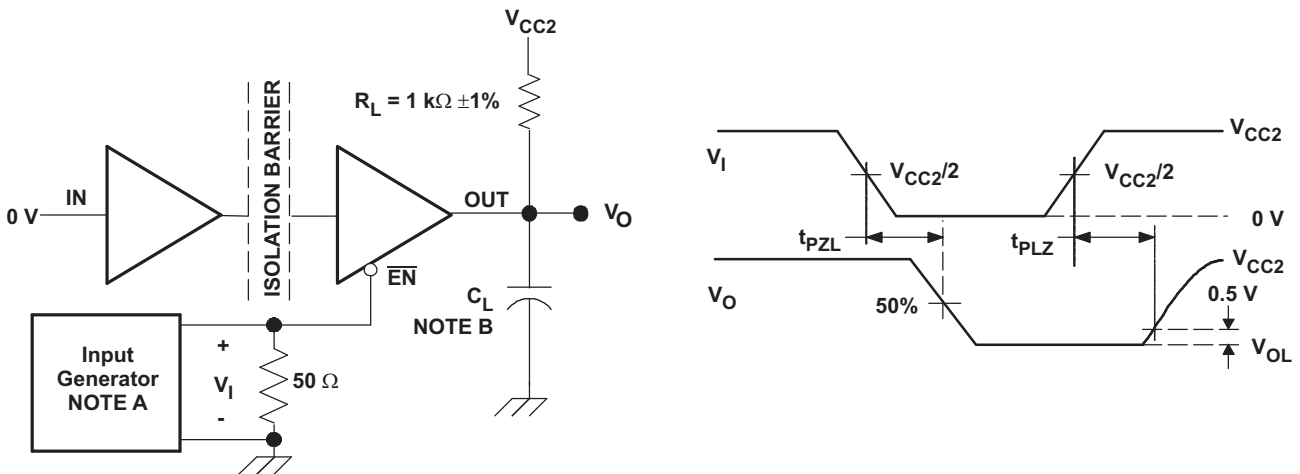 VCC2
RL = 1 kΩ ±1%
ISOLATION BARRIER
IN
0 V
OUT
VO
EN
CL
NOTE B
Input
Generator
NOTE A
+
VI
-
50 Ω
VI
VCC2
VCC2/2
VCC2/2
0 V
tPZL
tPLZ
VO
VCC2
50%
0.5 V
VOL